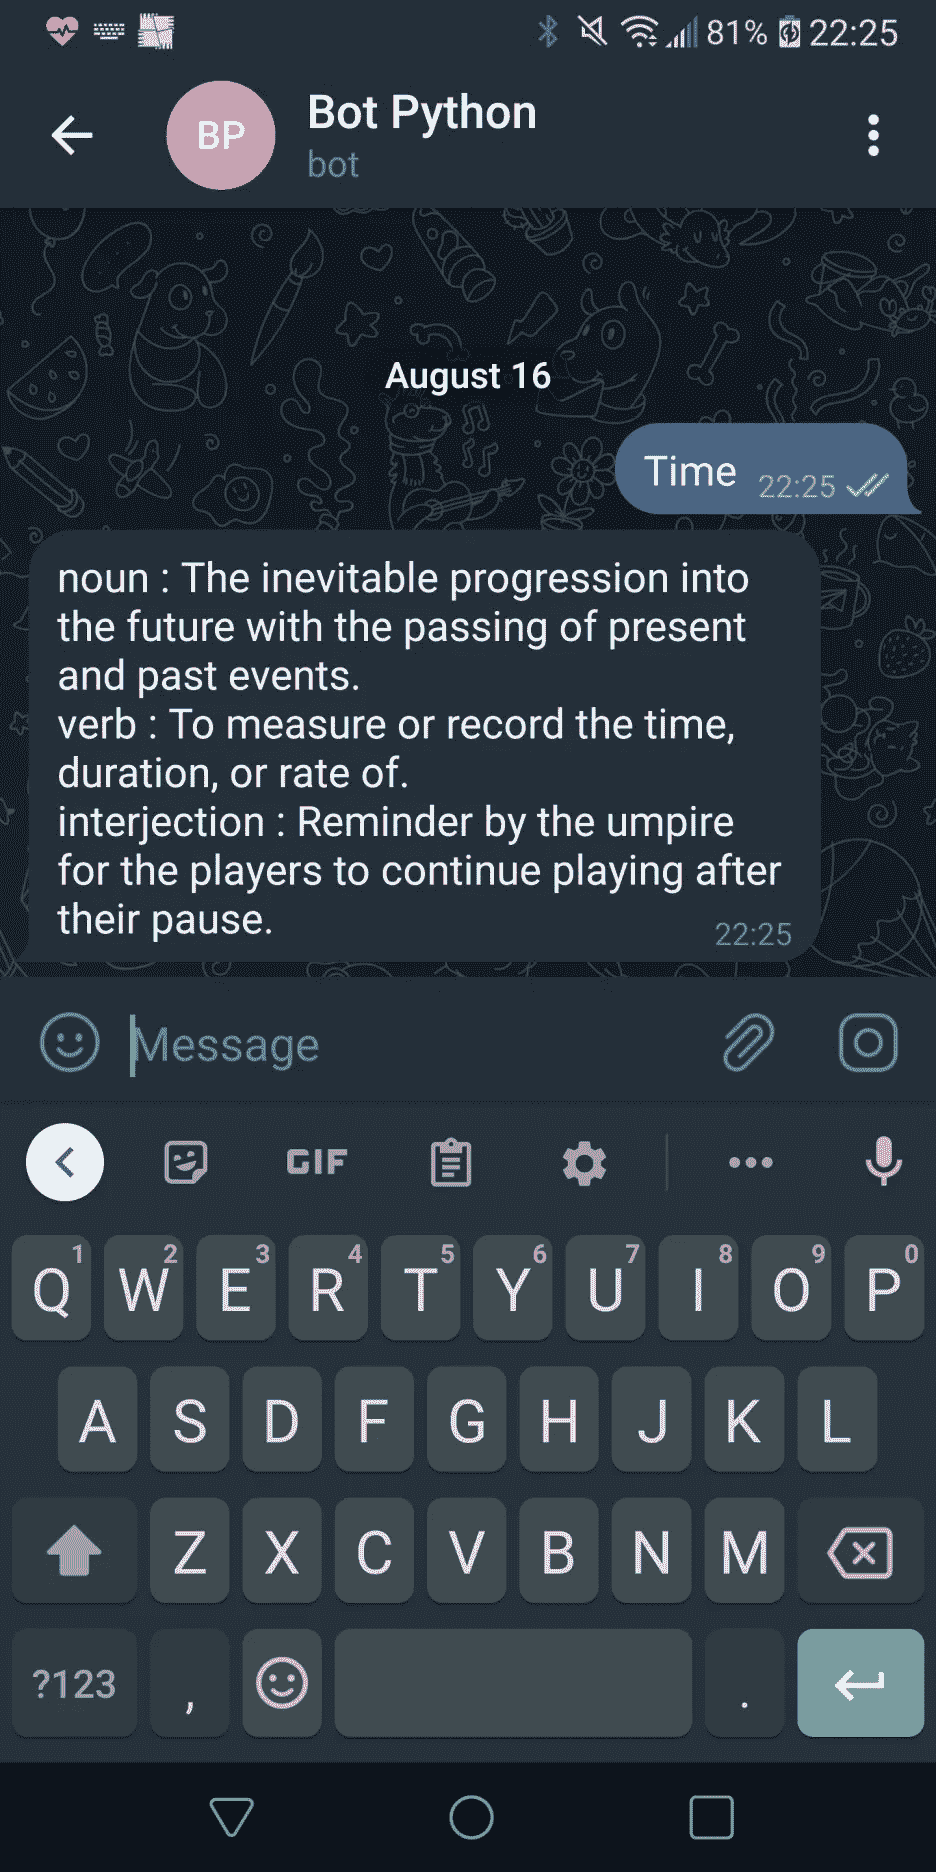 81% 22:25
BP
Bot Python
bot
August 16
Time 22:25
noun : The inevitable progression into
the future with the passing of present
and past events.
verb : To measure or record the time,
duration, or rate of.
interjection : Reminder by the umpire
for the players to continue playing after
their pause.
22:25
Message
GIF
1 2 3 4 5 6 7 8 9 0
Q W E R T Y U I O P
A S D F G H J K L
Z X C V B N M
?123 , .